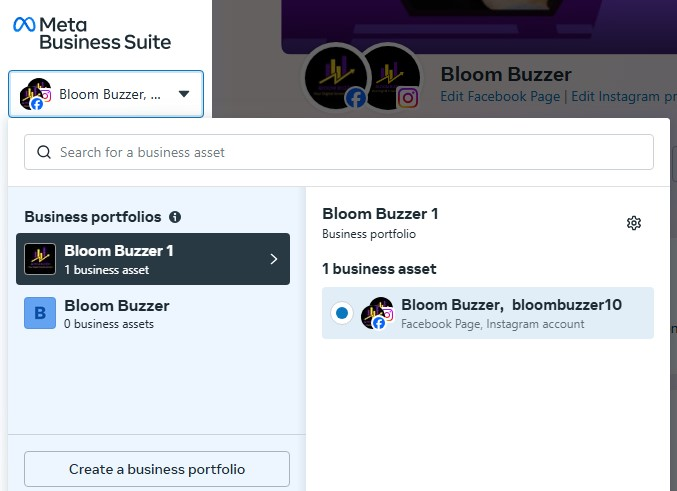 Meta
Business Suite
Bloom Buzzer, ...
Bloom Buzzer
Edit Facebook Page | Edit Instagram pr
Search for a business asset
Business portfolios
Bloom Buzzer 1
1 business asset
B
Bloom Buzzer
0 business assets
Create a business portfolio
Bloom Buzzer 1
Business portfolio
1 business asset
Bloom Buzzer, bloombuzzer10
Facebook Page, Instagram account